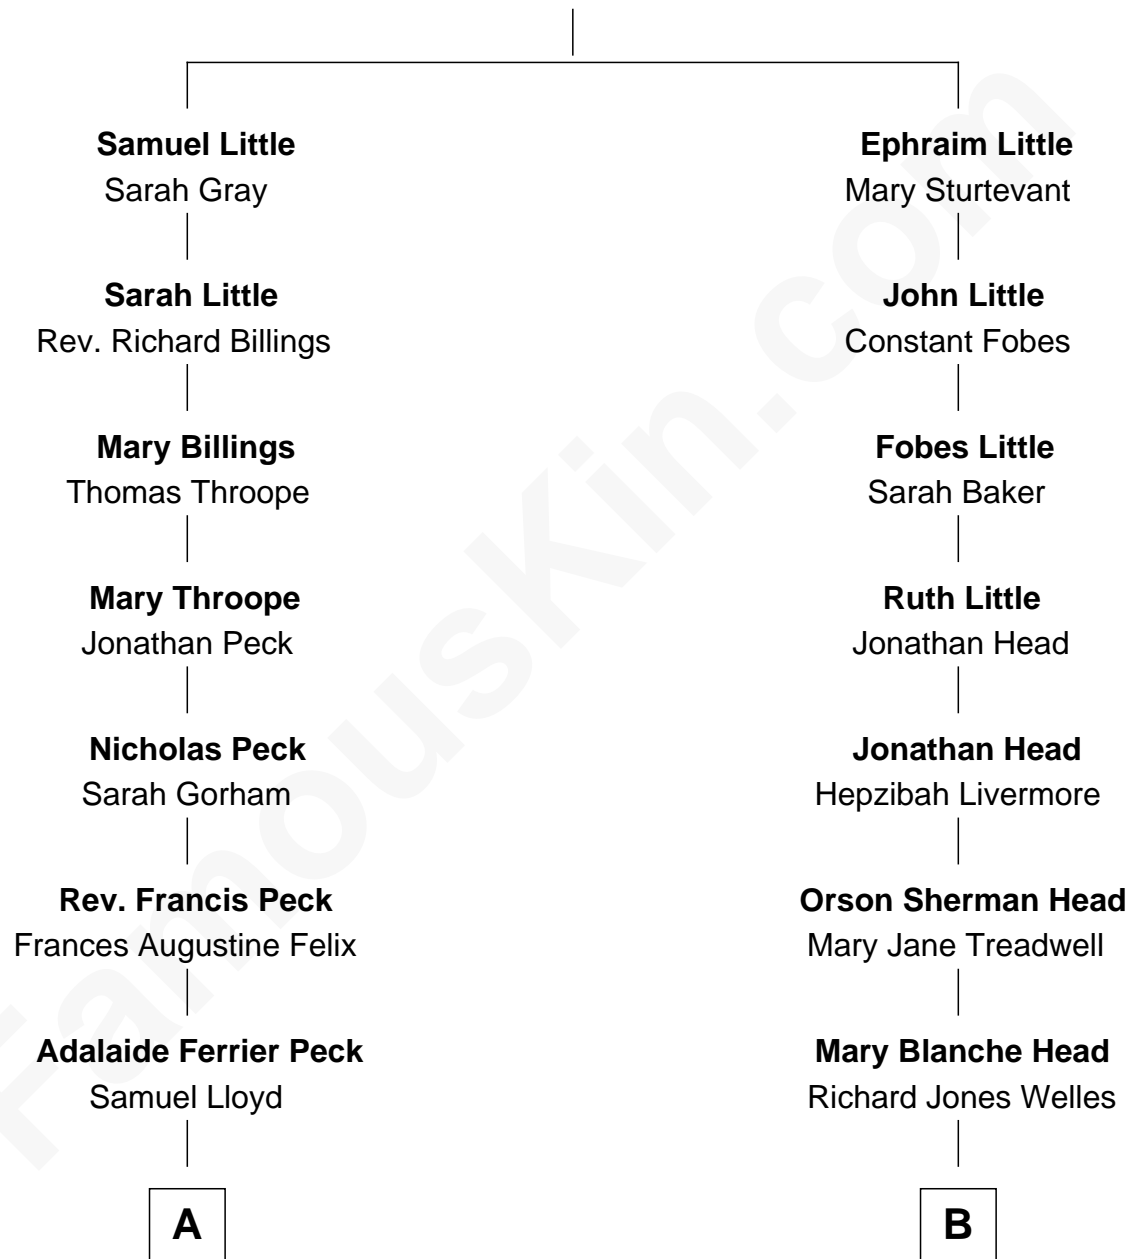 Samuel Little
Sarah Gray
Sarah Little
Rev. Richard Billings
Mary Billings
Thomas Throope
Mary Throope
Jonathan Peck
Nicholas Peck
Sarah Gorham
Rev. Francis Peck
Frances Augustine Felix
Adalaide Ferrier Peck
Samuel Lloyd
A
Ephraim Little
Mary Sturtevant
John Little
Constant Fobes
Fobes Little
Sarah Baker
Ruth Little
Jonathan Head
Jonathan Head
Hepzibah Livermore
Orson Sherman Head
Mary Jane Treadwell
Mary Blanche Head
Richard Jones Welles
B
FamousKin.com